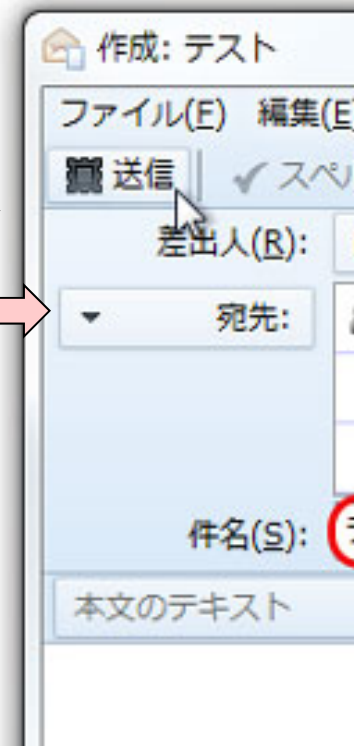 作成: テスト
ファイル(F) 編集(E
送信 スペル
差出人(R):
宛先:
件名(S):
本文のテキスト